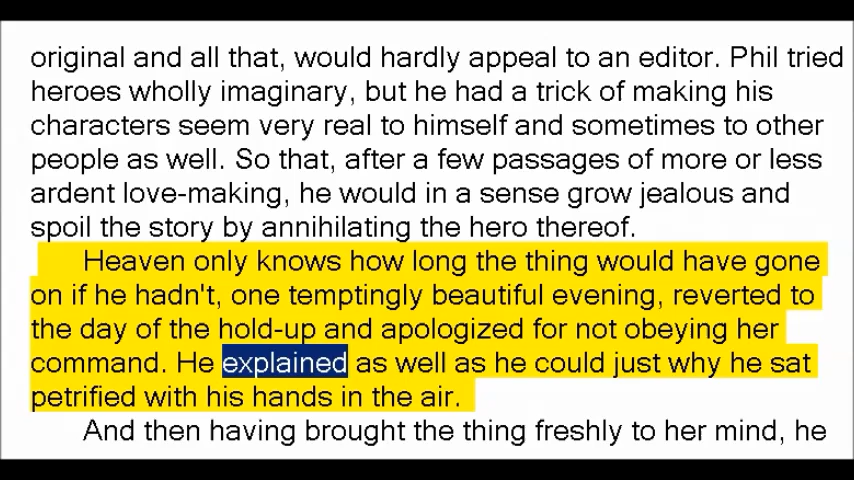 original and all that, would hardly appeal to an editor. Phil tried
heroes wholly imaginary, but he had a trick of making his
characters seem very real to himself and sometimes to other
people as well. So that, after a few passages of more or less
ardent love-making, he would in a sense grow jealous and
spoil the story by annihilating the hero thereof.
Heaven only knows how long the thing would have gone
on if he hadn't, one temptingly beautiful evening, reverted to
the day of the hold-up and apologized for not obeying her
command. He explained as well as he could just why he sat
petrified with his hands in the air.
And then having brought the thing freshly to her mind, he